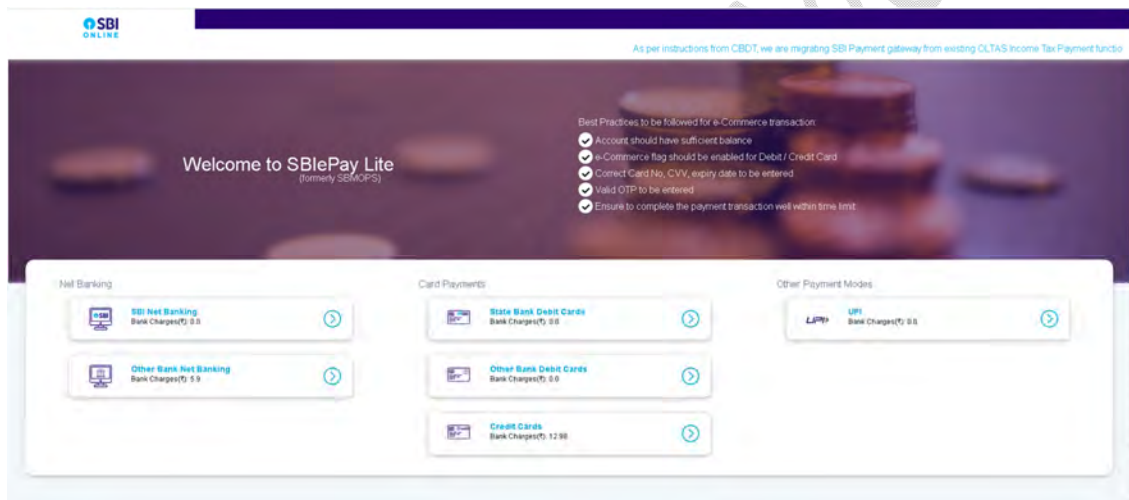 SBI
ONLINE
As per instructions from CBDT, we are migrating SBI Payment gateway from existing OLTAS Income Tax Payment functio
Welcome to SBIePay Lite
(formerly SBMOPS)
Best Practices to be followed for e-Commerce transaction:
Account should have sufficient balance
e-Commerce flag should be enabled for Debit / Credit Card
Correct Card No, CVV, expiry date to be entered
Valid OTP to be entered
Ensure to complete the payment transaction well within time limit
Net Banking
SBI Net Banking
Bank Charges(₹): 0.0
Other Bank Net Banking
Bank Charges(₹): 5.9
Card Payments
State Bank Debit Cards
Bank Charges(₹): 0.0
Other Bank Debit Cards
Bank Charges(₹): 0.0
Credit Cards
Bank Charges(₹): 12.98
Other Payment Modes
UPI
UPI
Bank Charges(₹): 0.0